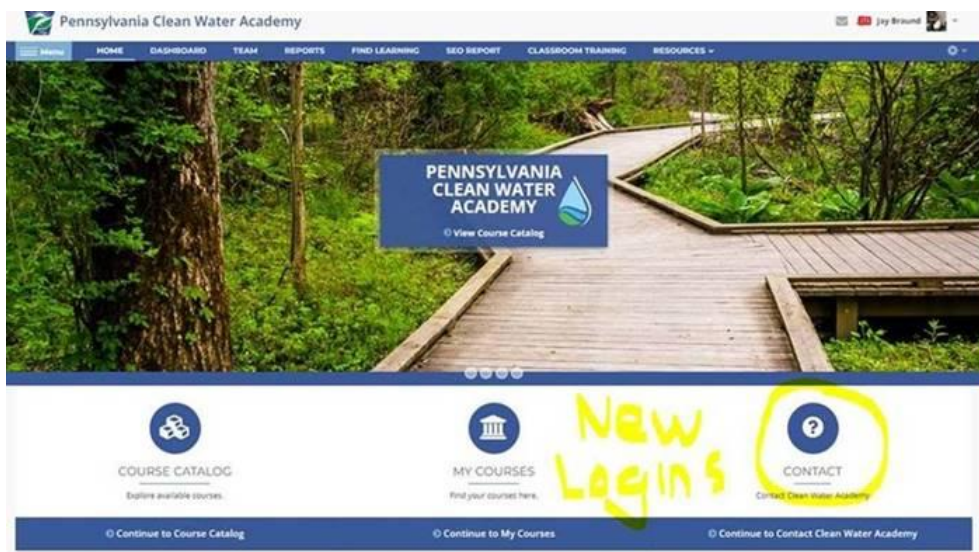 Pennsylvania Clean Water Academy
Jay Braund
Menu HOME DASHBOARD TEAM REPORTS FIND LEARNING SEO REPORT CLASSROOM TRAINING RESOURCES
PENNSYLVANIA
CLEAN WATER
ACADEMY
View Course Catalog
New
Logins
COURSE CATALOG
Explore available courses.
MY COURSES
Find your courses here.
CONTACT
Contact Clean Water Academy
Continue to Course Catalog
Continue to My Courses
Continue to Contact Clean Water Academy